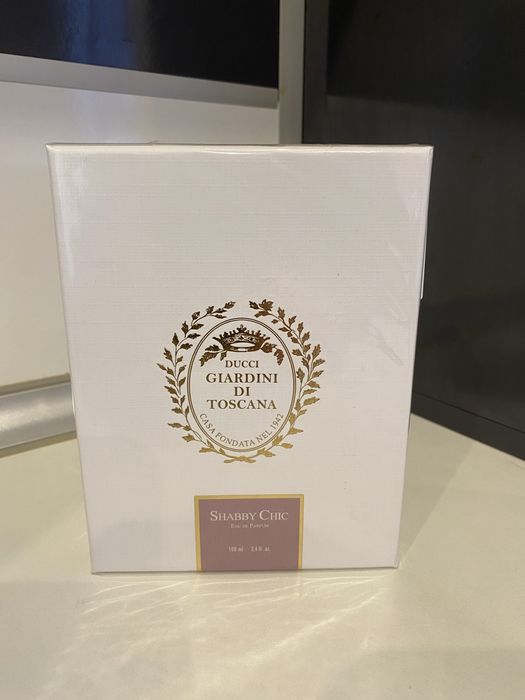 DUCCI
GIARDINI
DI
TOSCANA
CASA FONDATA NEL 1942
SHABBY CHIC
EAU DE PARFUM
100 ml 3,4 fl. oz.